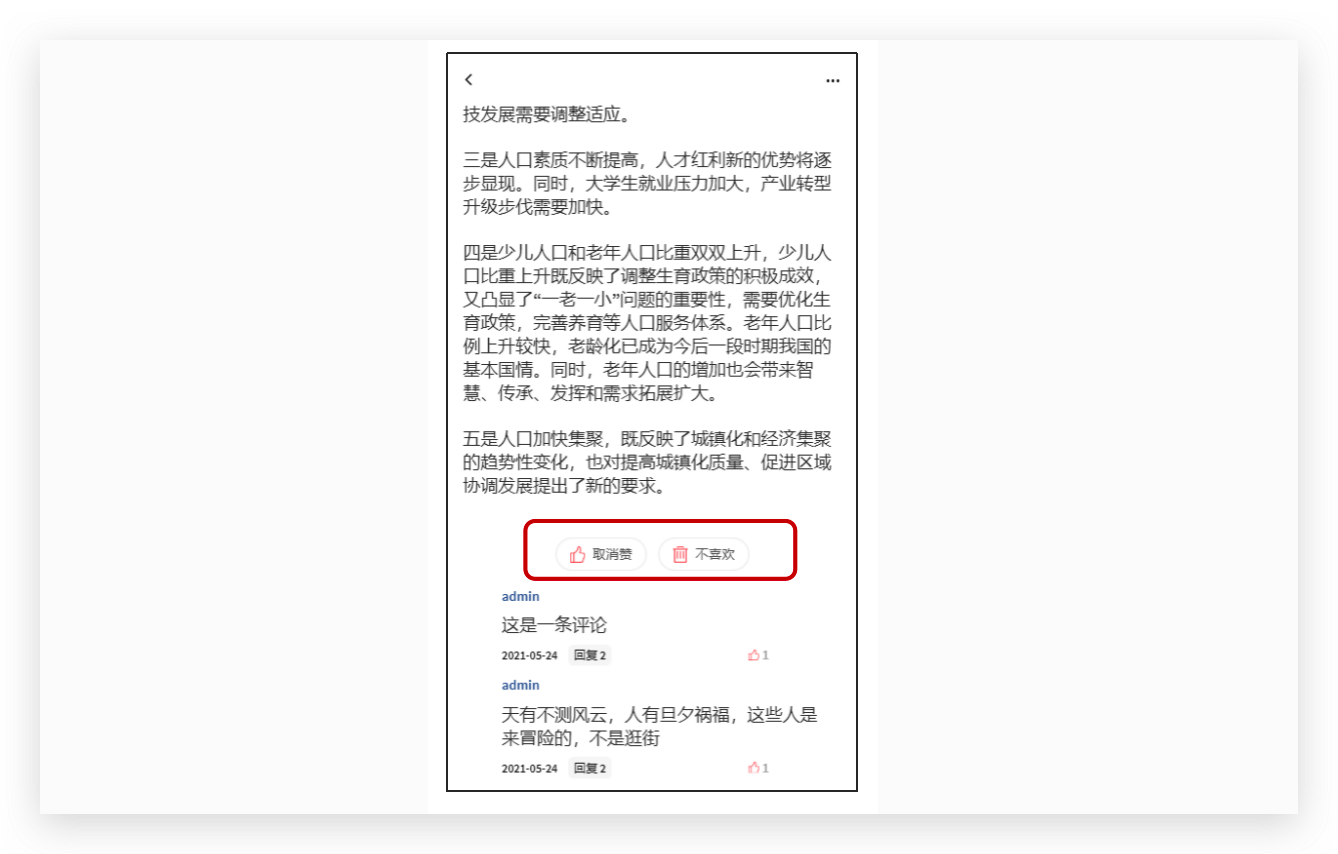 技发展需要调整适应。
三是人口素质不断提高，人才红利新的优势将逐
步显现。同时，大学生就业压力加大，产业转型
升级步伐需要加快。
四是少儿人口和老年人口比重双双上升，少儿人
口比重上升既反映了调整生育政策的积极成效，
又凸显了“一老一小”问题的重要性，需要优化生
育政策，完善养育等人口服务体系。老年人口比
例上升较快，老龄化已成为今后一段时期我国的
基本国情。同时，老年人口的增加也会带来智
慧、传承、发挥和需求拓展扩大。
五是人口加快集聚，既反映了城镇化和经济集聚
的趋势性变化，也对提高城镇化质量、促进区域
协调发展提出了新的要求。
取消赞 不喜欢
admin
这是一条评论
2021-05-24 回复 2 1
admin
天有不测风云，人有旦夕祸福，这些人是
来冒险的，不是逛街
2021-05-24 回复 2 1